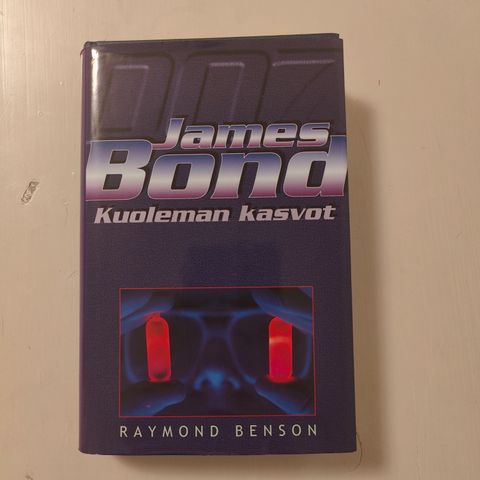 007
James
Bond
Kuoleman kasvot
RAYMOND BENSON